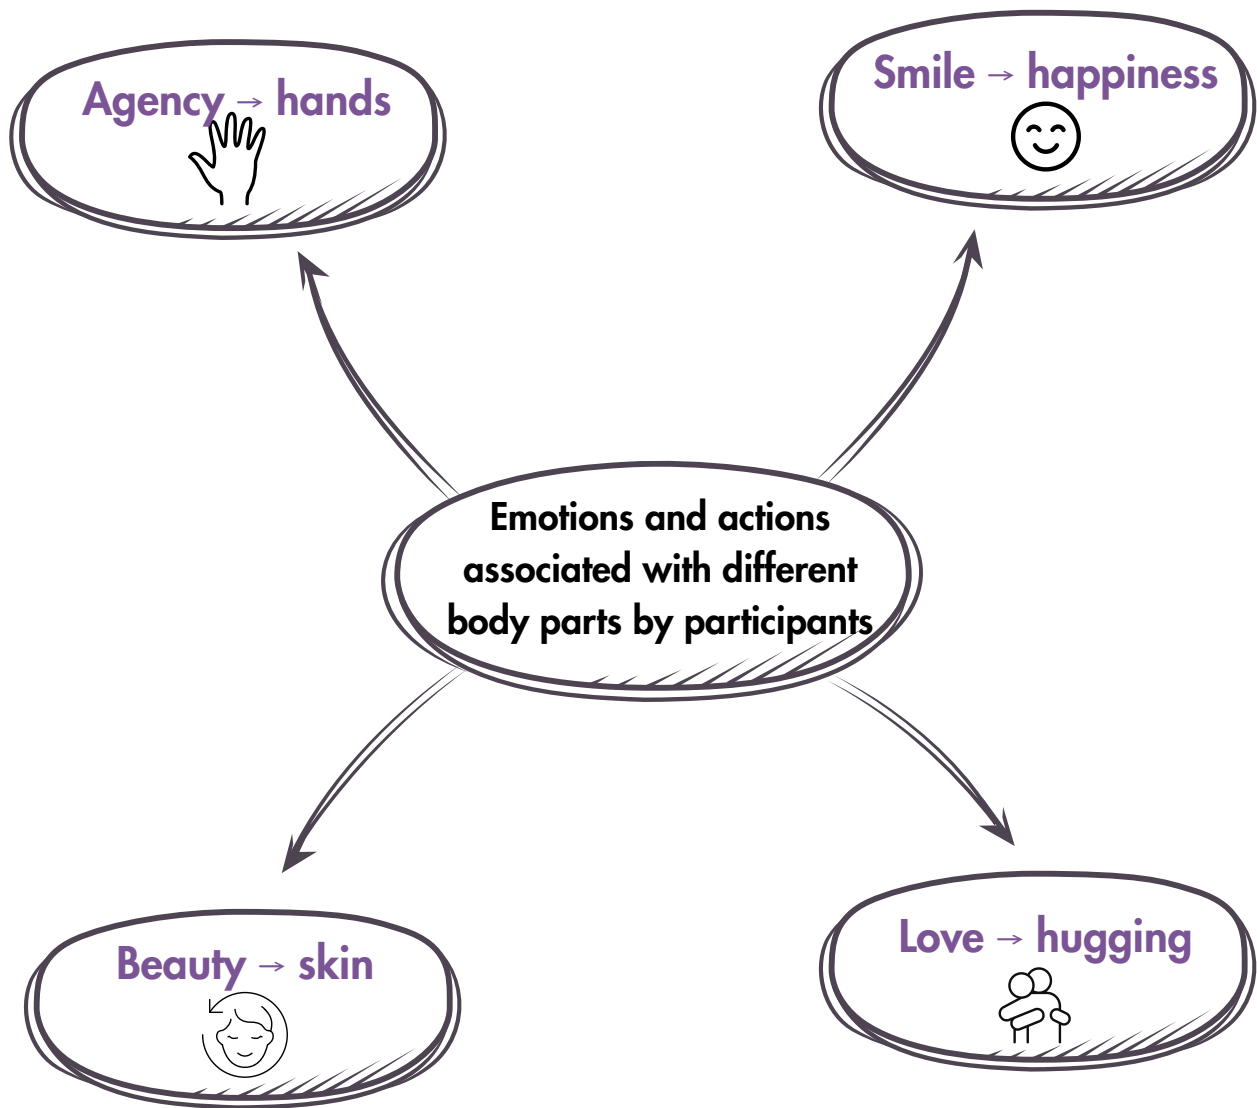 Agency → hands
Smile → happiness
Emotions and actions
associated with different
body parts by participants
Beauty → skin
Love → hugging